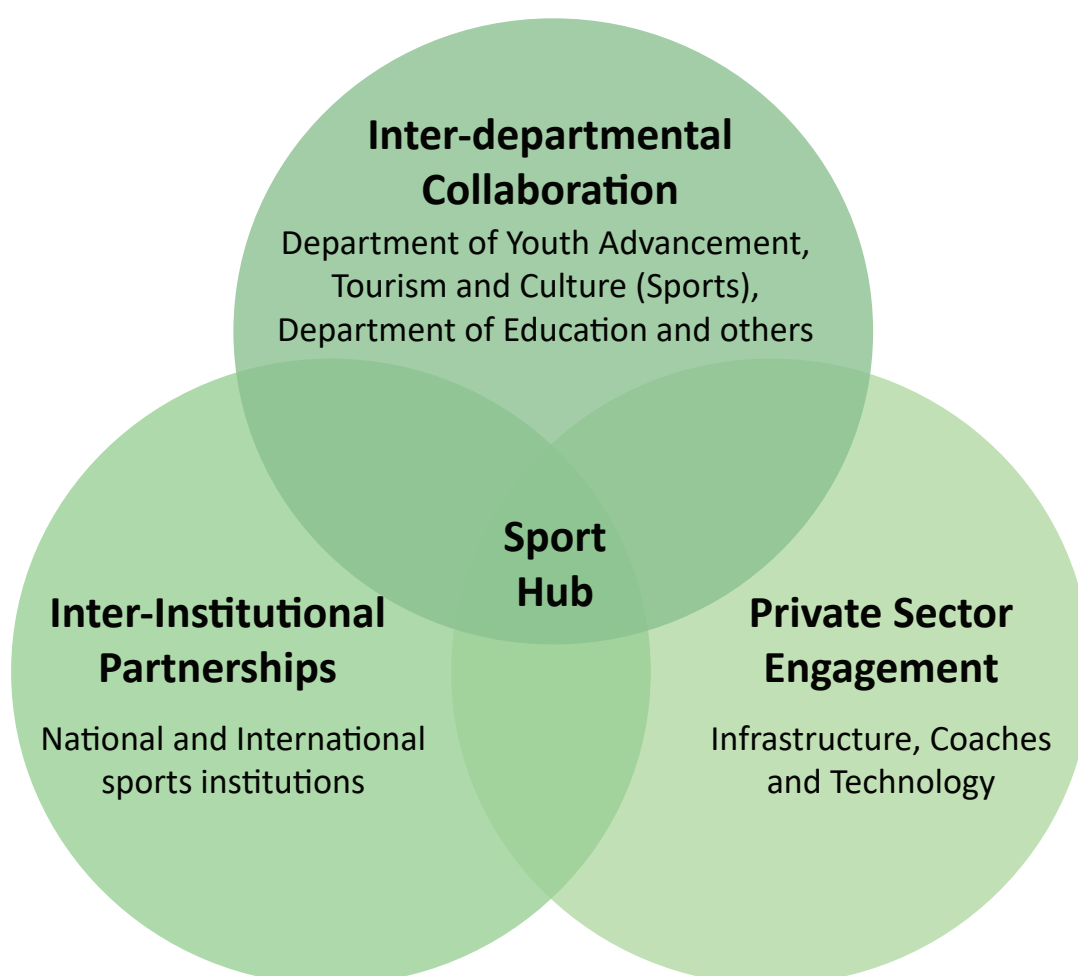 Inter-departmental
Collaboration
Department of Youth Advancement,
Tourism and Culture (Sports),
Department of Education and others
Sport
Hub
Inter-Institutional
Partnerships
National and International
sports institutions
Private Sector
Engagement
Infrastructure, Coaches
and Technology